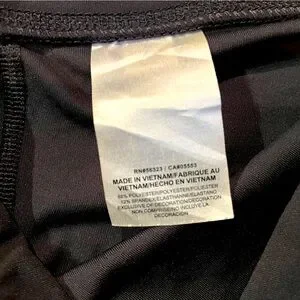 RN#56323 | CA#05553
MADE IN VIETNAM/FABRIQUE AU
VIETNAM/HECHO EN VIETNAM
88% POLYESTER/POLYESTER/POLIESTER
12% SPANDEX/ELASTHANNE/ELASTANO
EXCLUSIVE OF DECORATION/DECORATION
NON COMPRISE/NO INCLUYE LA
DECORACION